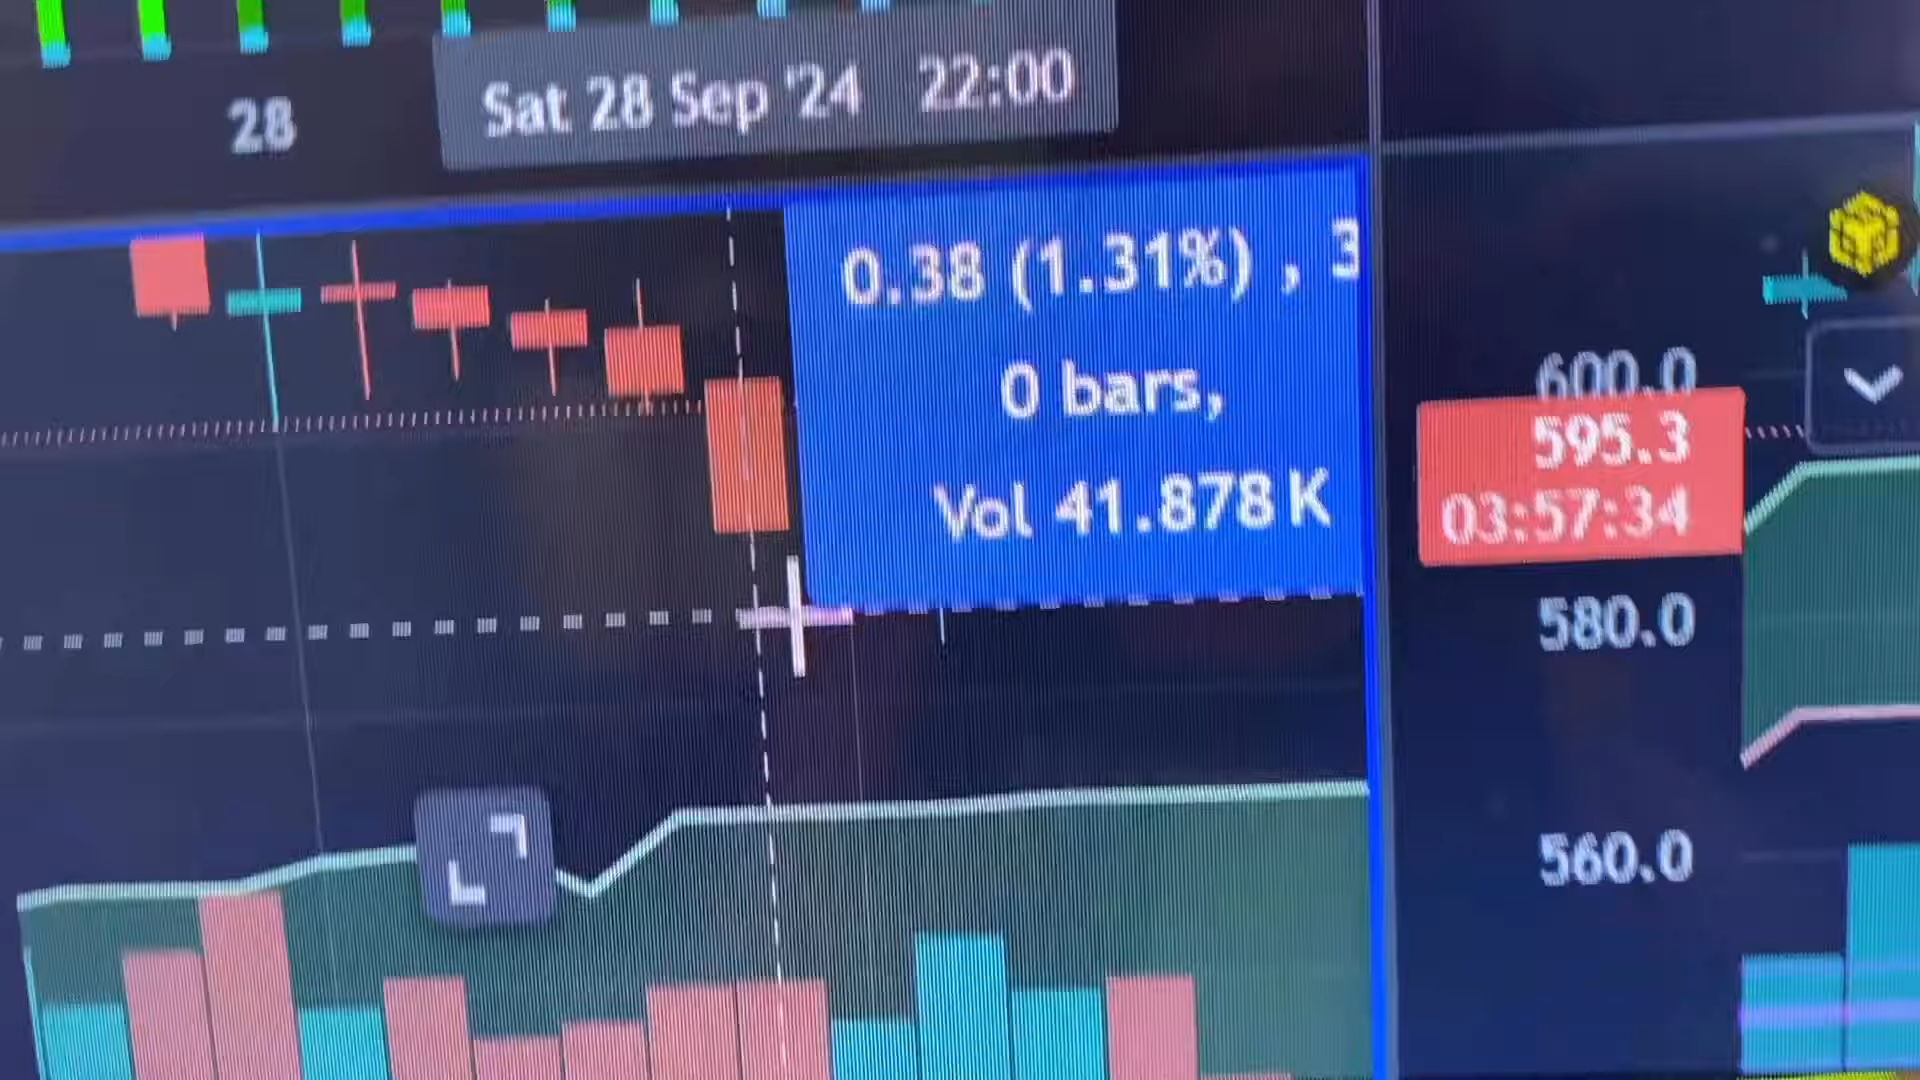 28
Sat 28 Sep '24 22:00
0.38 (1.31%) , 3
0 bars,
Vol 41.878 K
600.0
595.3
03:57:34
580.0
560.0